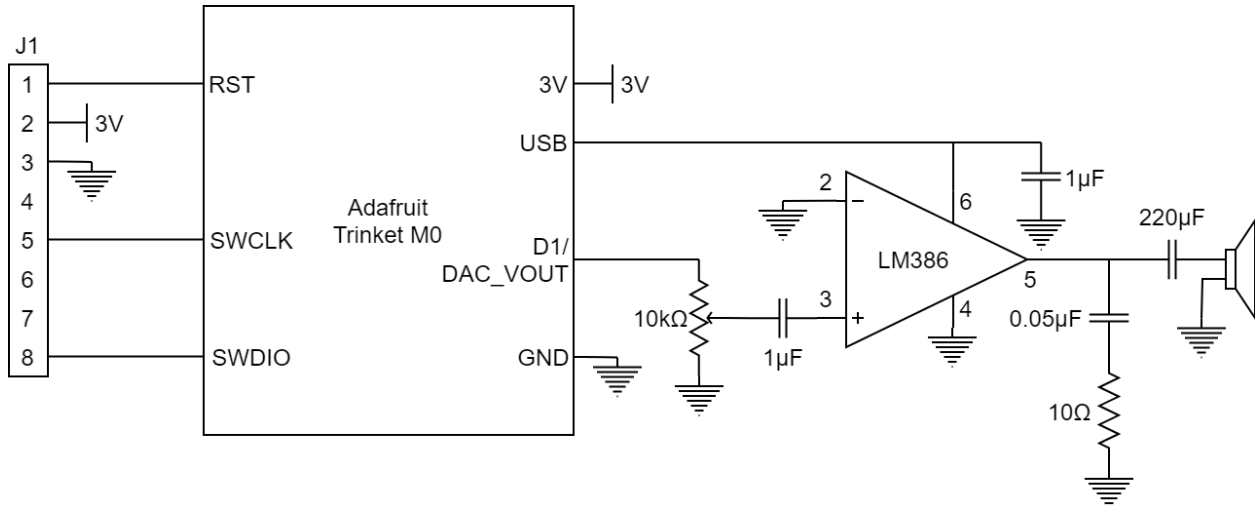 J1
1
2
3
4
5
6
7
8
3V
RST
SWCLK
SWDIO
Adafruit
Trinket M0
3V
USB
D1/
DAC_VOUT
GND
3V
10kΩ
1µF
2
3
6
4
5
−
+
LM386
1µF
220µF
0.05µF
10Ω